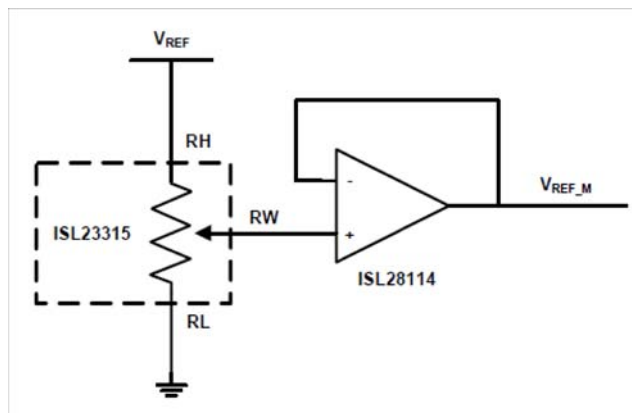 VREF
RH
-
VREF_M
ISL23315
RW
+
ISL28114
RL